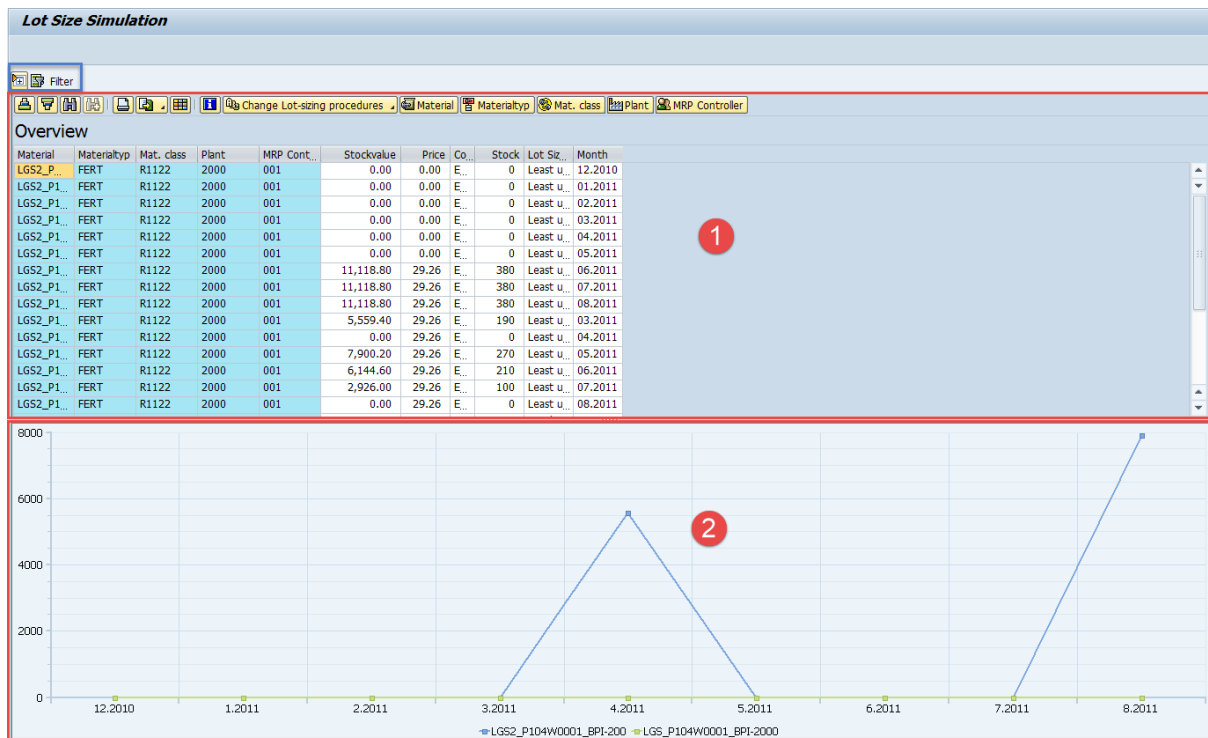 Lot Size Simulation
Filter
Change Lot-sizing procedures Material Materialtyp Mat. class Plant MRP Controller
Overview
Material Materialtyp Mat. class Plant MRP Cont... Stockvalue Price Co... Stock Lot Siz... Month
LGS2_P... FERT R1122 2000 001 0.00 0.00 E... 0 Least u... 12.2010
LGS2_P1... FERT R1122 2000 001 0.00 0.00 E... 0 Least u... 01.2011
LGS2_P1... FERT R1122 2000 001 0.00 0.00 E... 0 Least u... 02.2011
LGS2_P1... FERT R1122 2000 001 0.00 0.00 E... 0 Least u... 03.2011
LGS2_P1... FERT R1122 2000 001 0.00 0.00 E... 0 Least u... 04.2011
LGS2_P1... FERT R1122 2000 001 0.00 0.00 E... 0 Least u... 05.2011
LGS2_P1... FERT R1122 2000 001 11,118.80 29.26 E... 380 Least u... 06.2011
LGS2_P1... FERT R1122 2000 001 11,118.80 29.26 E... 380 Least u... 07.2011
LGS2_P1... FERT R1122 2000 001 11,118.80 29.26 E... 380 Least u... 08.2011
LGS2_P1... FERT R1122 2000 001 5,559.40 29.26 E... 190 Least u... 03.2011
LGS2_P1... FERT R1122 2000 001 0.00 29.26 E... 0 Least u... 04.2011
LGS2_P1... FERT R1122 2000 001 7,900.20 29.26 E... 270 Least u... 05.2011
LGS2_P1... FERT R1122 2000 001 6,144.60 29.26 E... 210 Least u... 06.2011
LGS2_P1... FERT R1122 2000 001 2,926.00 29.26 E... 100 Least u... 07.2011
LGS2_P1... FERT R1122 2000 001 0.00 29.26 E... 0 Least u... 08.2011
1
8000
6000
4000
2000
0
2
12.2010 1.2011 2.2011 3.2011 4.2011 5.2011 6.2011 7.2011 8.2011
LGS2_P104W0001_BPI-200 LGS_P104W0001_BPI-2000